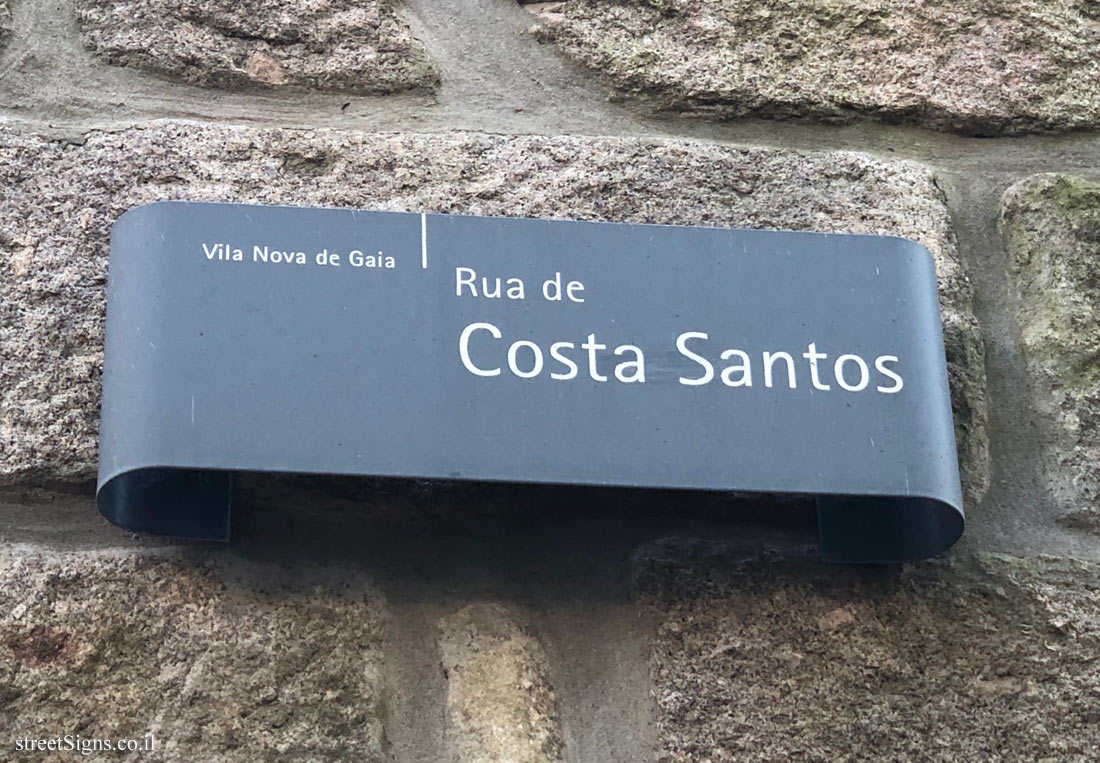 Vila Nova de Gaia
Rua de
Costa Santos
streetSigns.co.il